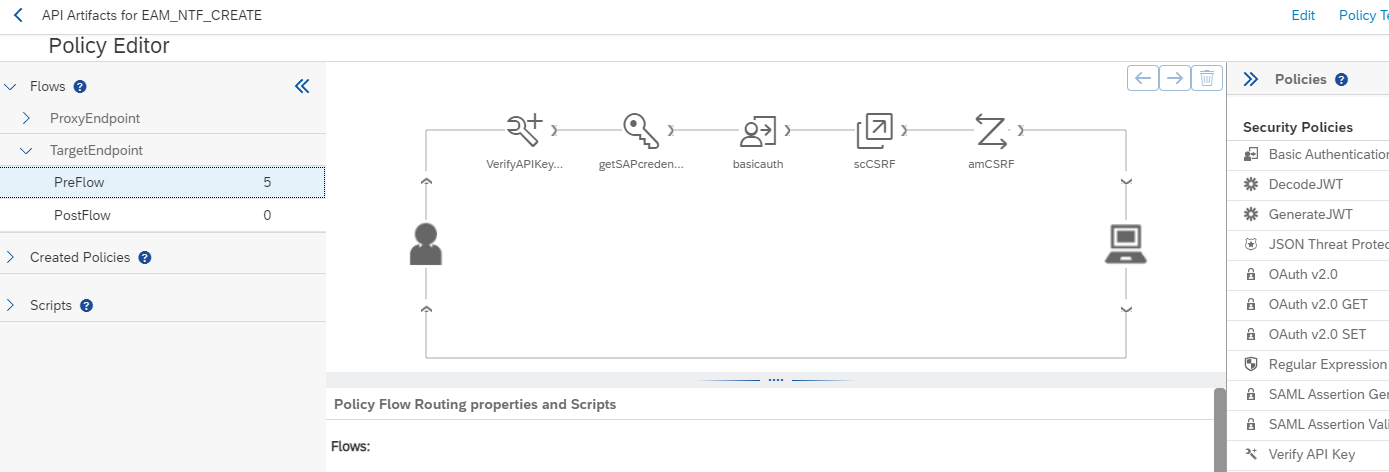 API Artifacts for EAM_NTF_CREATE
Edit
Policy Te
Policy Editor
Flows
ProxyEndpoint
TargetEndpoint
PreFlow 5
PostFlow 0
Created Policies
Scripts
VerifyAPIKey...
getSAPcreden...
basicauth
scCSRF
amCSRF
Policy Flow Routing properties and Scripts
Flows:
Policies
Security Policies
Basic Authentication
DecodeJWT
GenerateJWT
JSON Threat Protec
OAuth v2.0
OAuth v2.0 GET
OAuth v2.0 SET
Regular Expression
SAML Assertion Gen
SAML Assertion Vali
Verify API Key